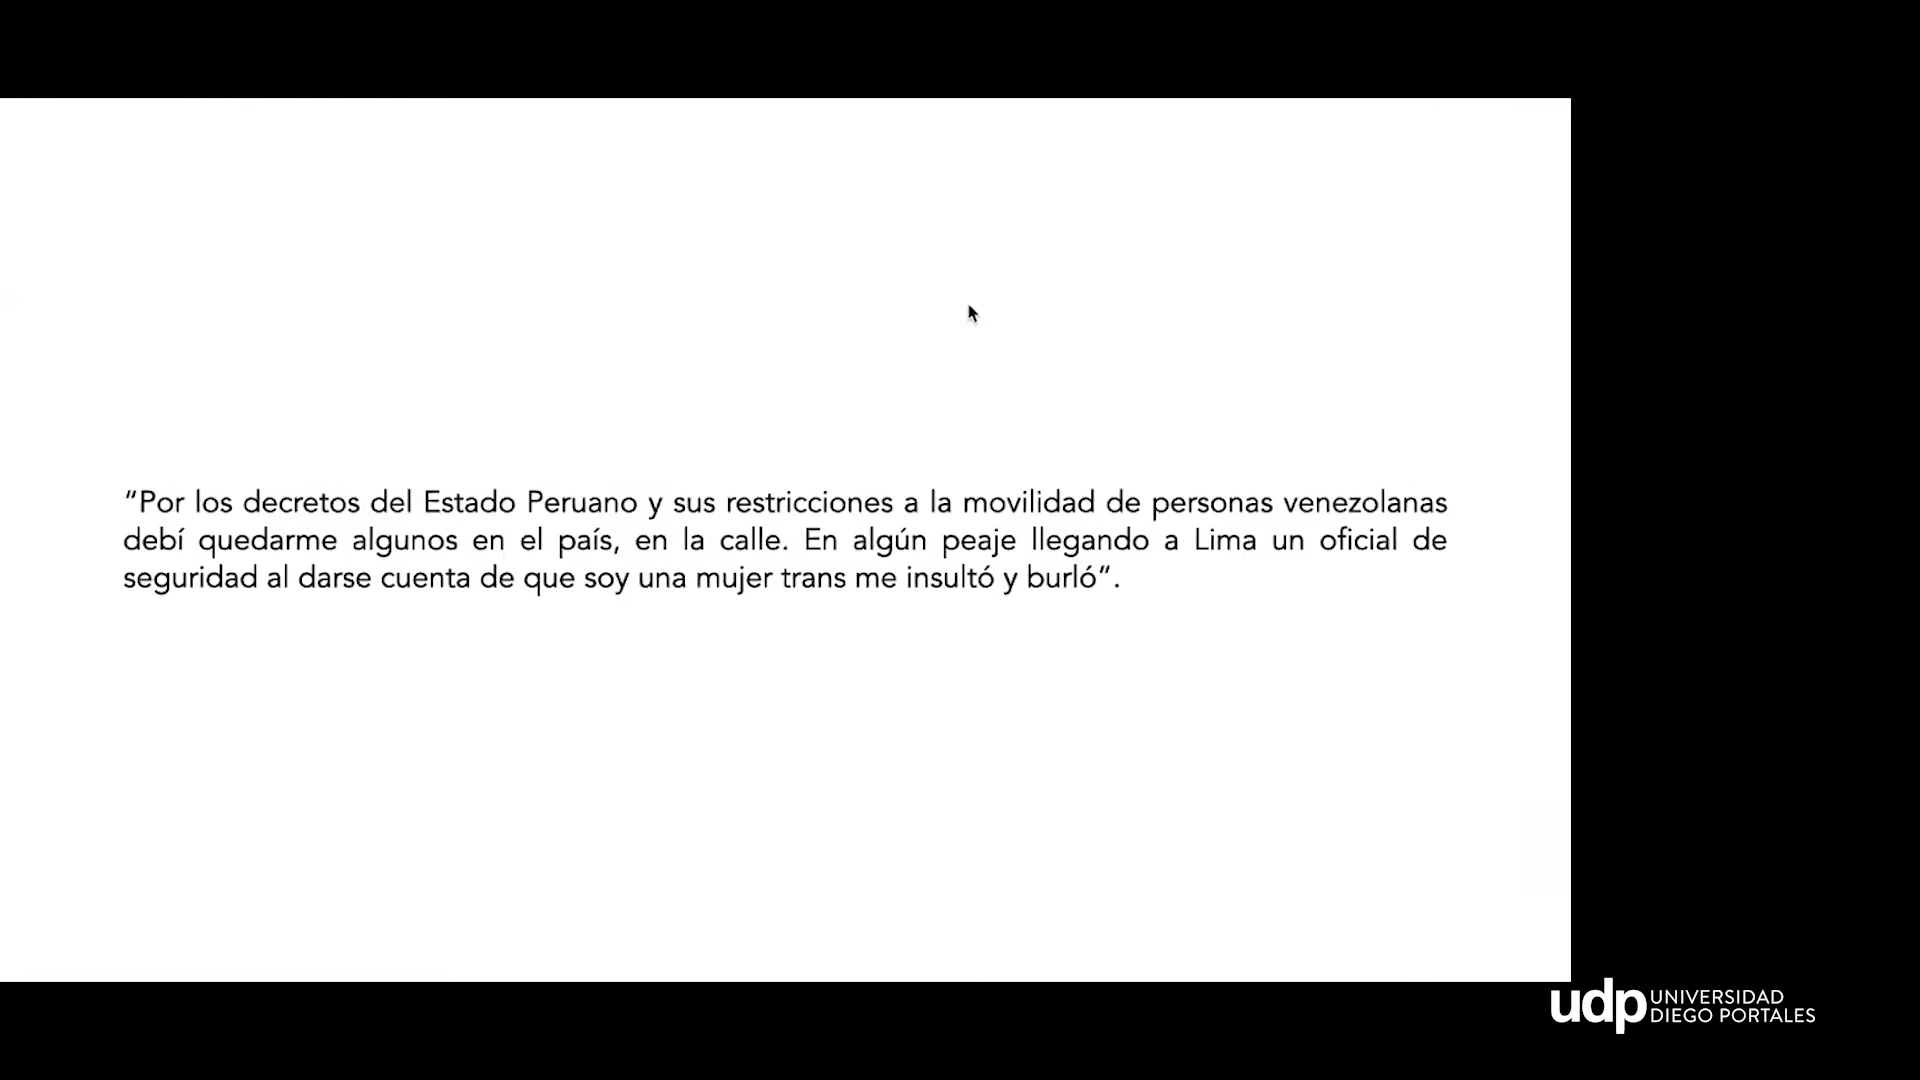 “Por los decretos del Estado Peruano y sus restricciones a la movilidad de personas venezolanas
debí quedarme algunos en el país, en la calle. En algún peaje llegando a Lima un oficial de
seguridad al darse cuenta de que soy una mujer trans me insultó y burló”.
udp UNIVERSIDAD
DIEGO PORTALES